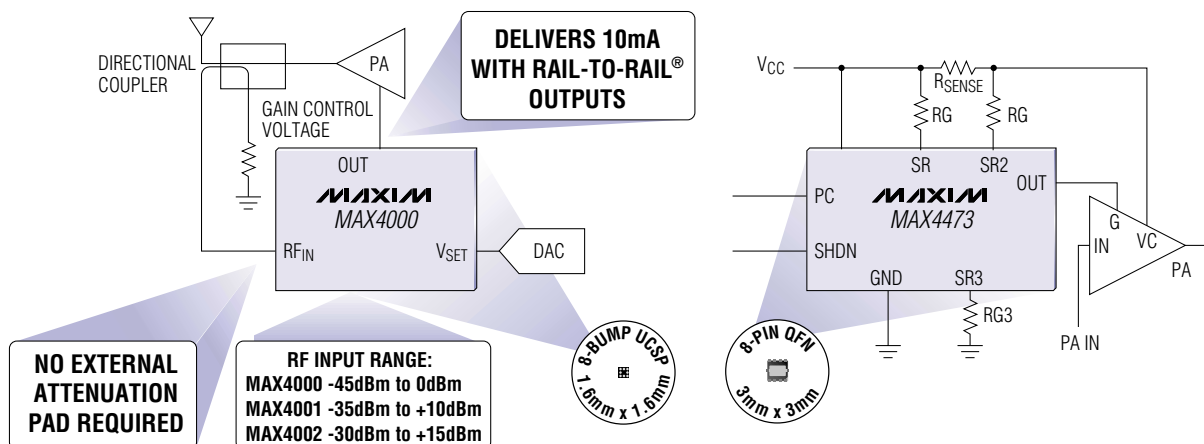 DIRECTIONAL
COUPLER
PA
GAIN CONTROL
VOLTAGE
DELIVERS 10mA
WITH RAIL-TO-RAIL®
OUTPUTS
OUT
MAXIM
MAX4000
RFIN
VSET
DAC
NO EXTERNAL
ATTENUATION
PAD REQUIRED
RF INPUT RANGE:
MAX4000 -45dBm to 0dBm
MAX4001 -35dBm to +10dBm
MAX4002 -30dBm to +15dBm
8-BUMP UCSP
1.6mm x 1.6mm
VCC
RSENSE
RG
RG
SR
SR2
OUT
MAXIM
MAX4473
PC
SHDN
GND
SR3
RG3
G
IN
VC
PA
PA IN
8-PIN QFN
3mm x 3mm